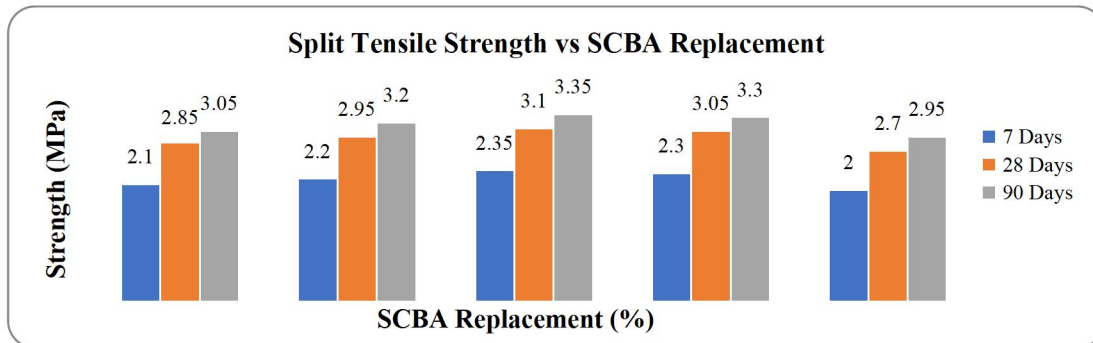 Split Tensile Strength vs SCBA Replacement
Strength (MPa)
2.1 2.85 3.05
2.2 2.95 3.2
2.35 3.1 3.35
2.3 3.05 3.3
2 2.7 2.95
7 Days
28 Days
90 Days
SCBA Replacement (%)